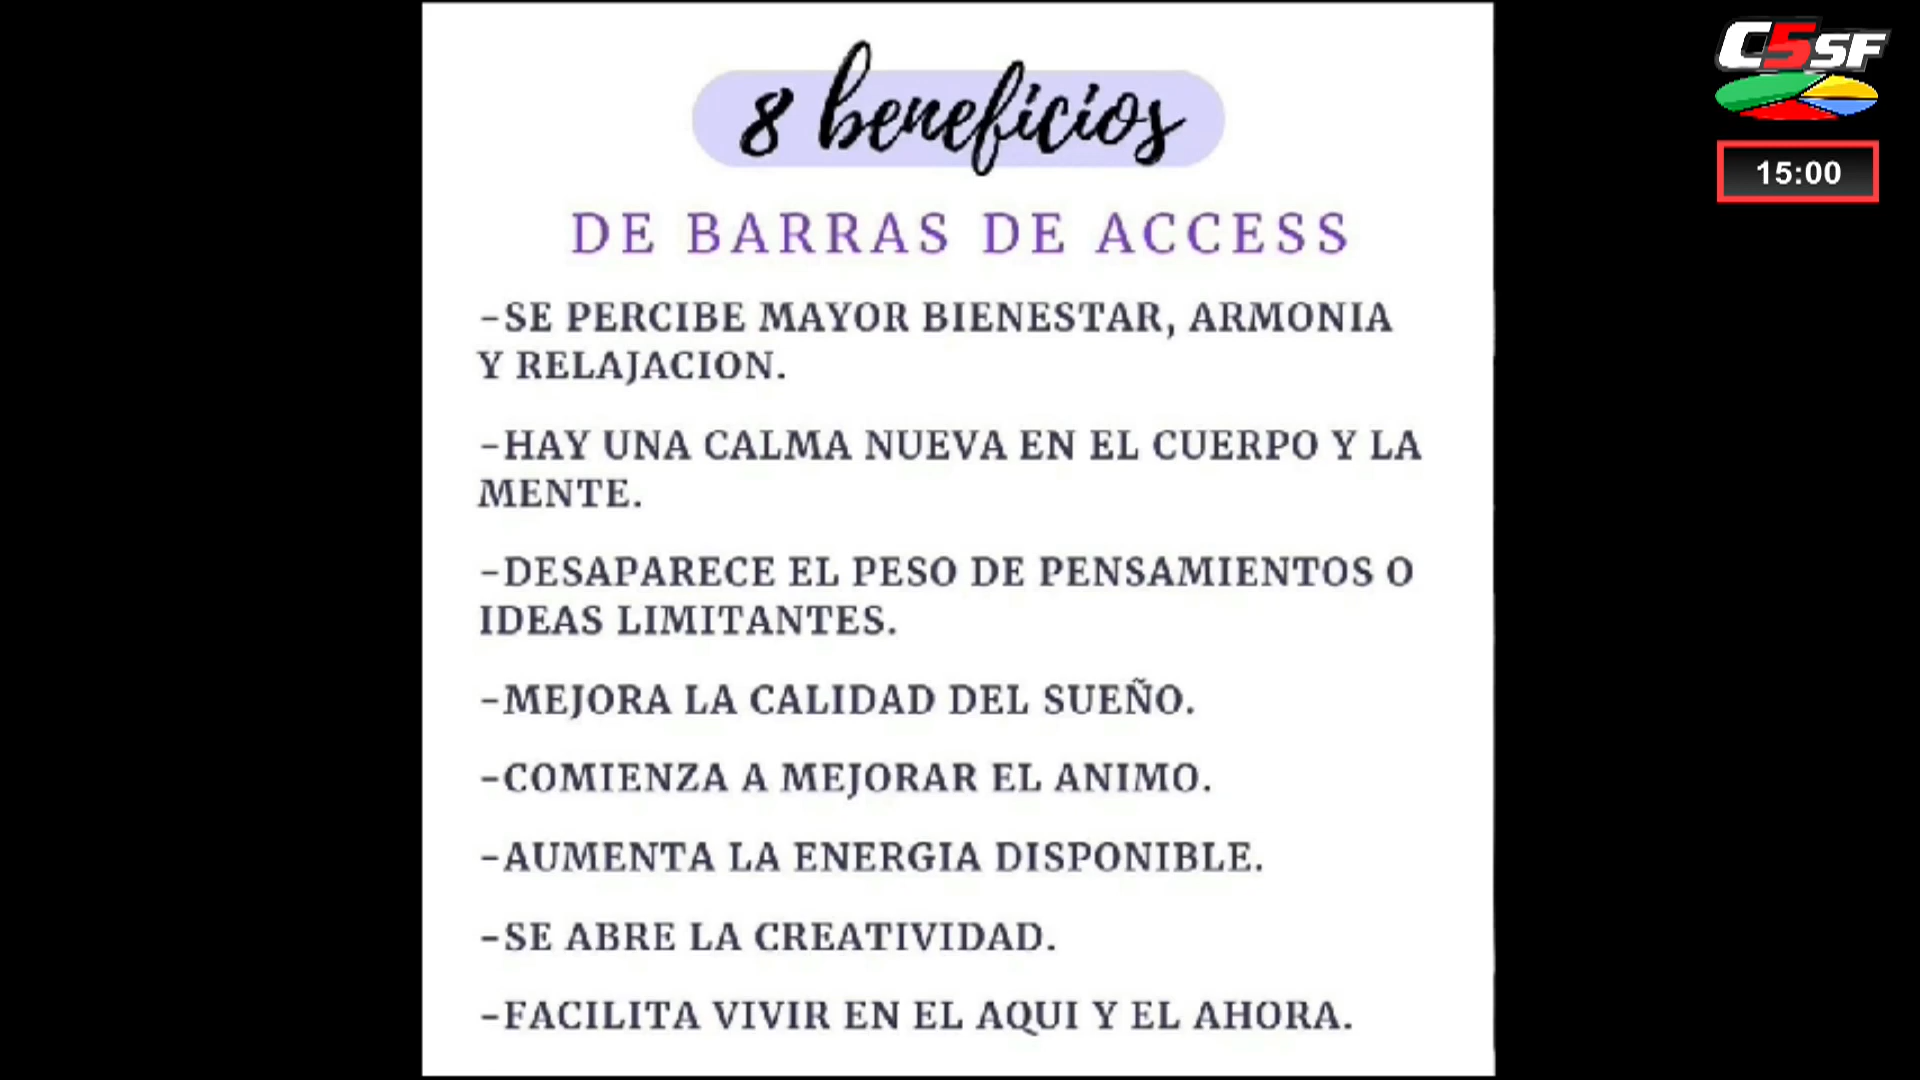 8 beneficios
DE BARRAS DE ACCESS
-SE PERCIBE MAYOR BIENESTAR, ARMONIA
Y RELAJACION.
-HAY UNA CALMA NUEVA EN EL CUERPO Y LA
MENTE.
-DESAPARECE EL PESO DE PENSAMIENTOS O
IDEAS LIMITANTES.
-MEJORA LA CALIDAD DEL SUEÑO.
-COMIENZA A MEJORAR EL ANIMO.
-AUMENTA LA ENERGIA DISPONIBLE.
-SE ABRE LA CREATIVIDAD.
-FACILITA VIVIR EN EL AQUI Y EL AHORA.
C5SF
15:00